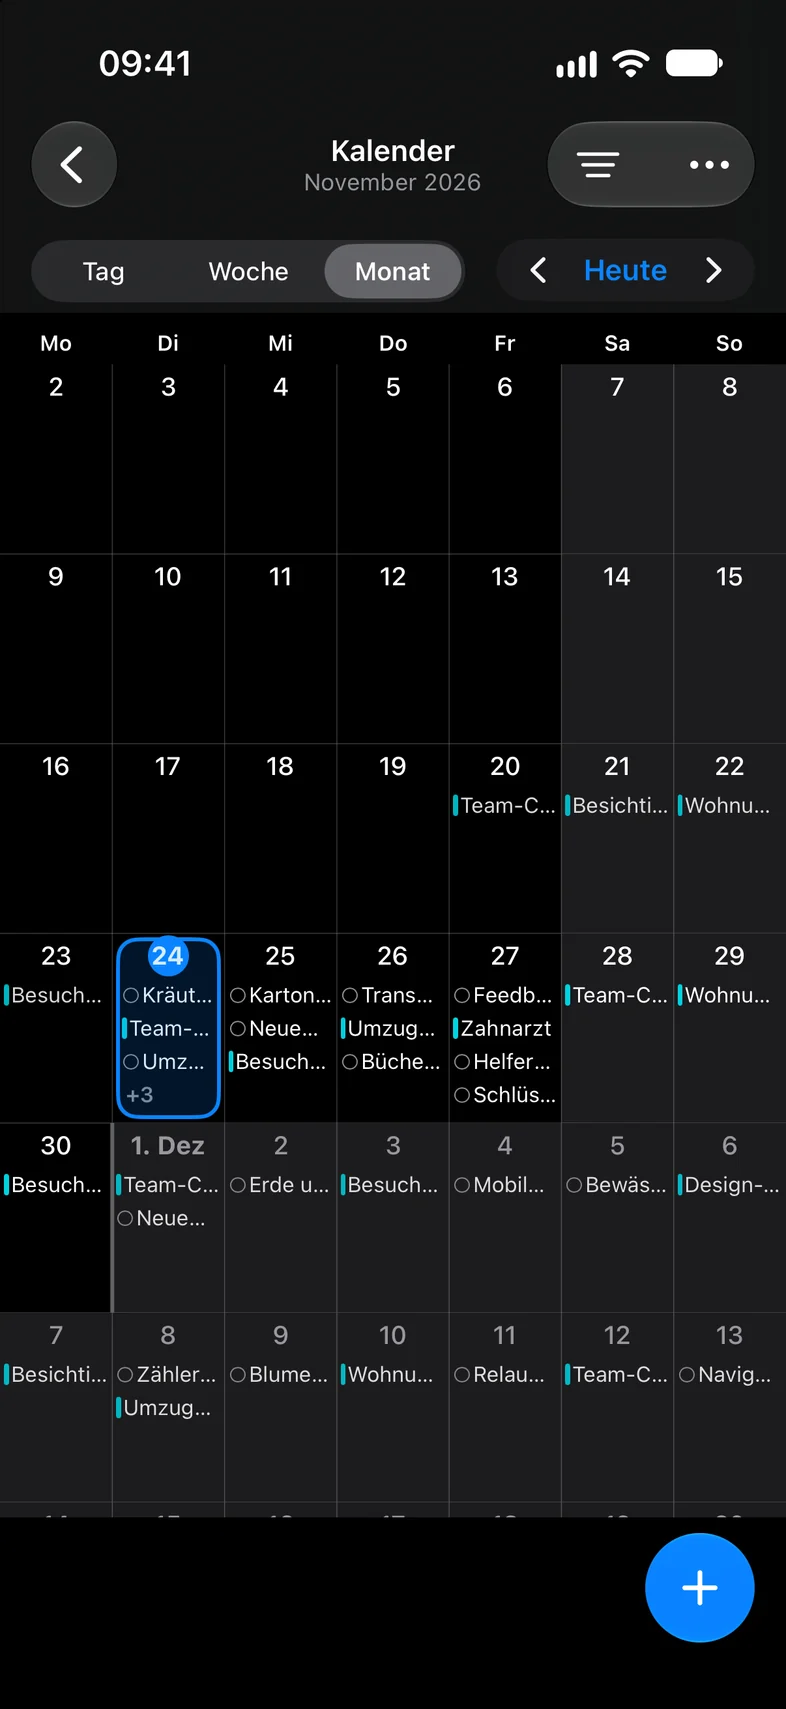 09:41
Kalender
November 2026
Tag Woche Monat Heute
Mo Di Mi Do Fr Sa So
2 3 4 5 6 7 8
9 10 11 12 13 14 15
16 17 18 19 20 21 22
Team-C... Besichti... Wohnu...
23 24 25 26 27 28 29
Besuch... Kräut... Karton... Trans... Feedb... Team-C... Wohnu...
Team-... Neue... Umzug... Zahnarzt
Umz... Besuch... Büche... Helfer...
+3 Schlüs...
30 1. Dez 2 3 4 5 6
Besuch... Team-C... Erde u... Besuch... Mobil... Bewäs... Design-...
Neue...
7 8 9 10 11 12 13
Besichti... Zähler... Blume... Wohnu... Relau... Team-C... Navig...
Umzug...